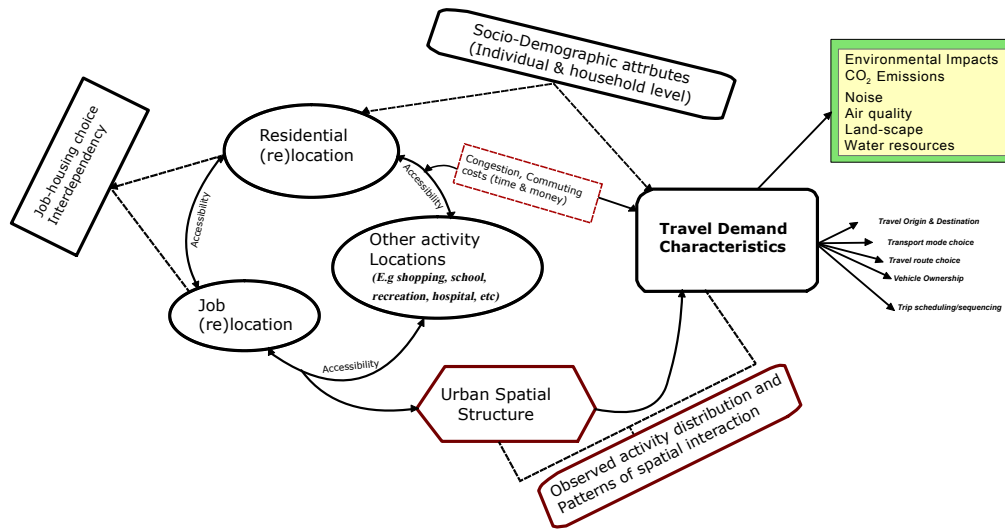 Socio-Demographic attrbutes
(Individual & household level)
Environmental Impacts
CO₂ Emissions
Noise
Air quality
Land-scape
Water resources
Job-housing choice
Interdependency
Residential
(re)location
Accessibility
Accessibility
Congestion, Commuting
costs (time & money)
Travel Demand
Characteristics
Travel Origin & Destination
Transport mode choice
Travel route choice
Vehicle Ownership
Trip scheduling/sequencing
Other activity
Locations
(E.g shopping, school,
recreation, hospital, etc)
Job
(re)location
Accessibility
Urban Spatial
Structure
Observed activity distribution and
Patterns of spatial interaction